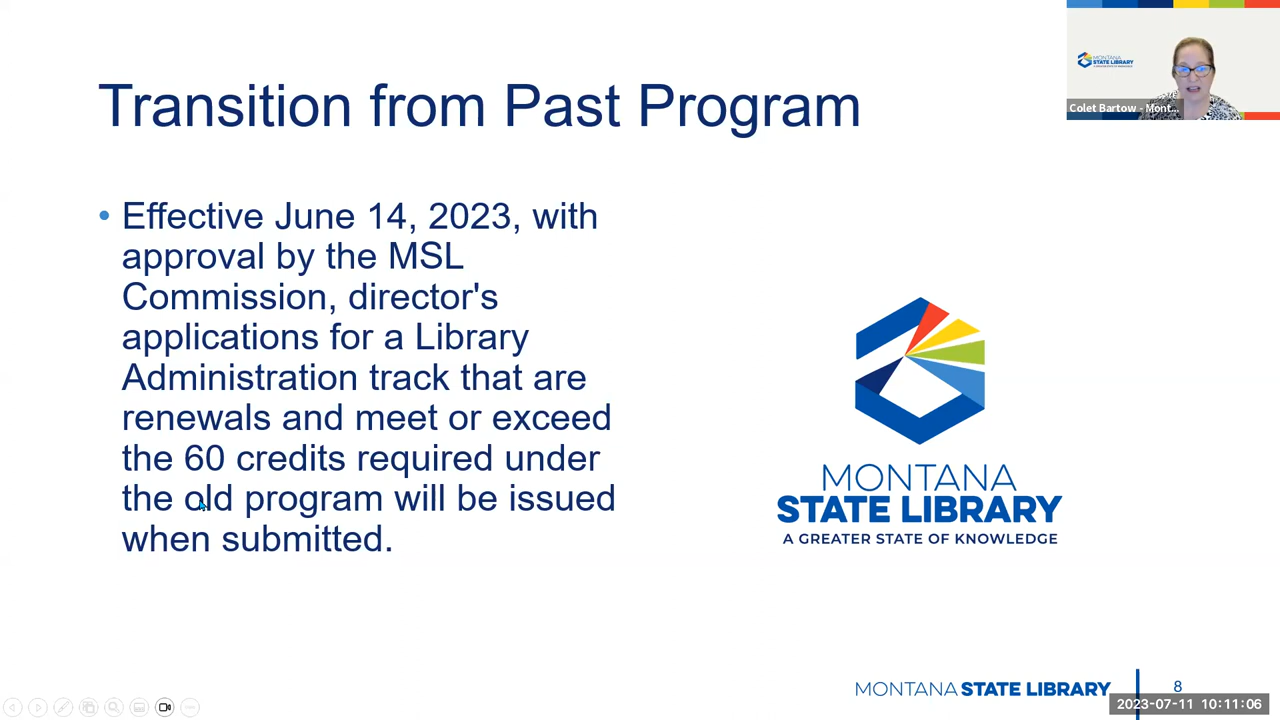 Transition from Past Program
MONTANA
STATE LIBRARY
Colet Bartow - Mont...
• Effective June 14, 2023, with
approval by the MSL
Commission, director's
applications for a Library
Administration track that are
renewals and meet or exceed
the 60 credits required under
the old program will be issued
when submitted.
MONTANA
STATE LIBRARY
A GREATER STATE OF KNOWLEDGE
MONTANA STATE LIBRARY
8
2023-07-11 10:11:06